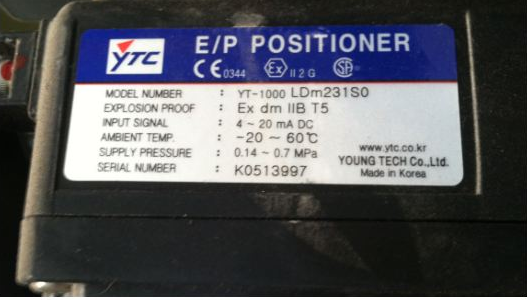 YTC E/P POSITIONER
CE 0344 Ex II 2 G SP
MODEL NUMBER : YT-1000 LDm231S0
EXPLOSION PROOF : Ex dm IIB T5
INPUT SIGNAL : 4 ~ 20 mA DC
AMBIENT TEMP. : -20 ~ 60℃
SUPPLY PRESSURE : 0.14 ~ 0.7 MPa
SERIAL NUMBER : K0513997
www.ytc.co.kr
YOUNG TECH Co.,Ltd.
Made in Korea